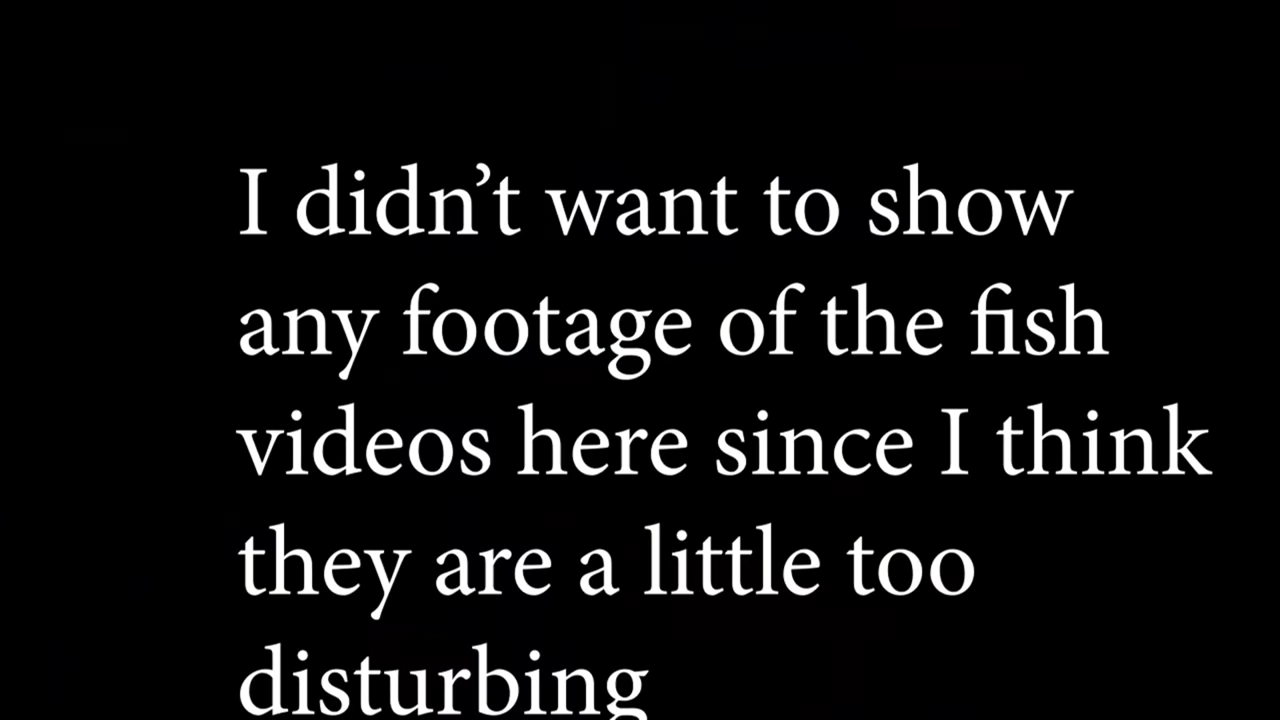 I didn’t want to show
any footage of the fish
videos here since I think
they are a little too
disturbing